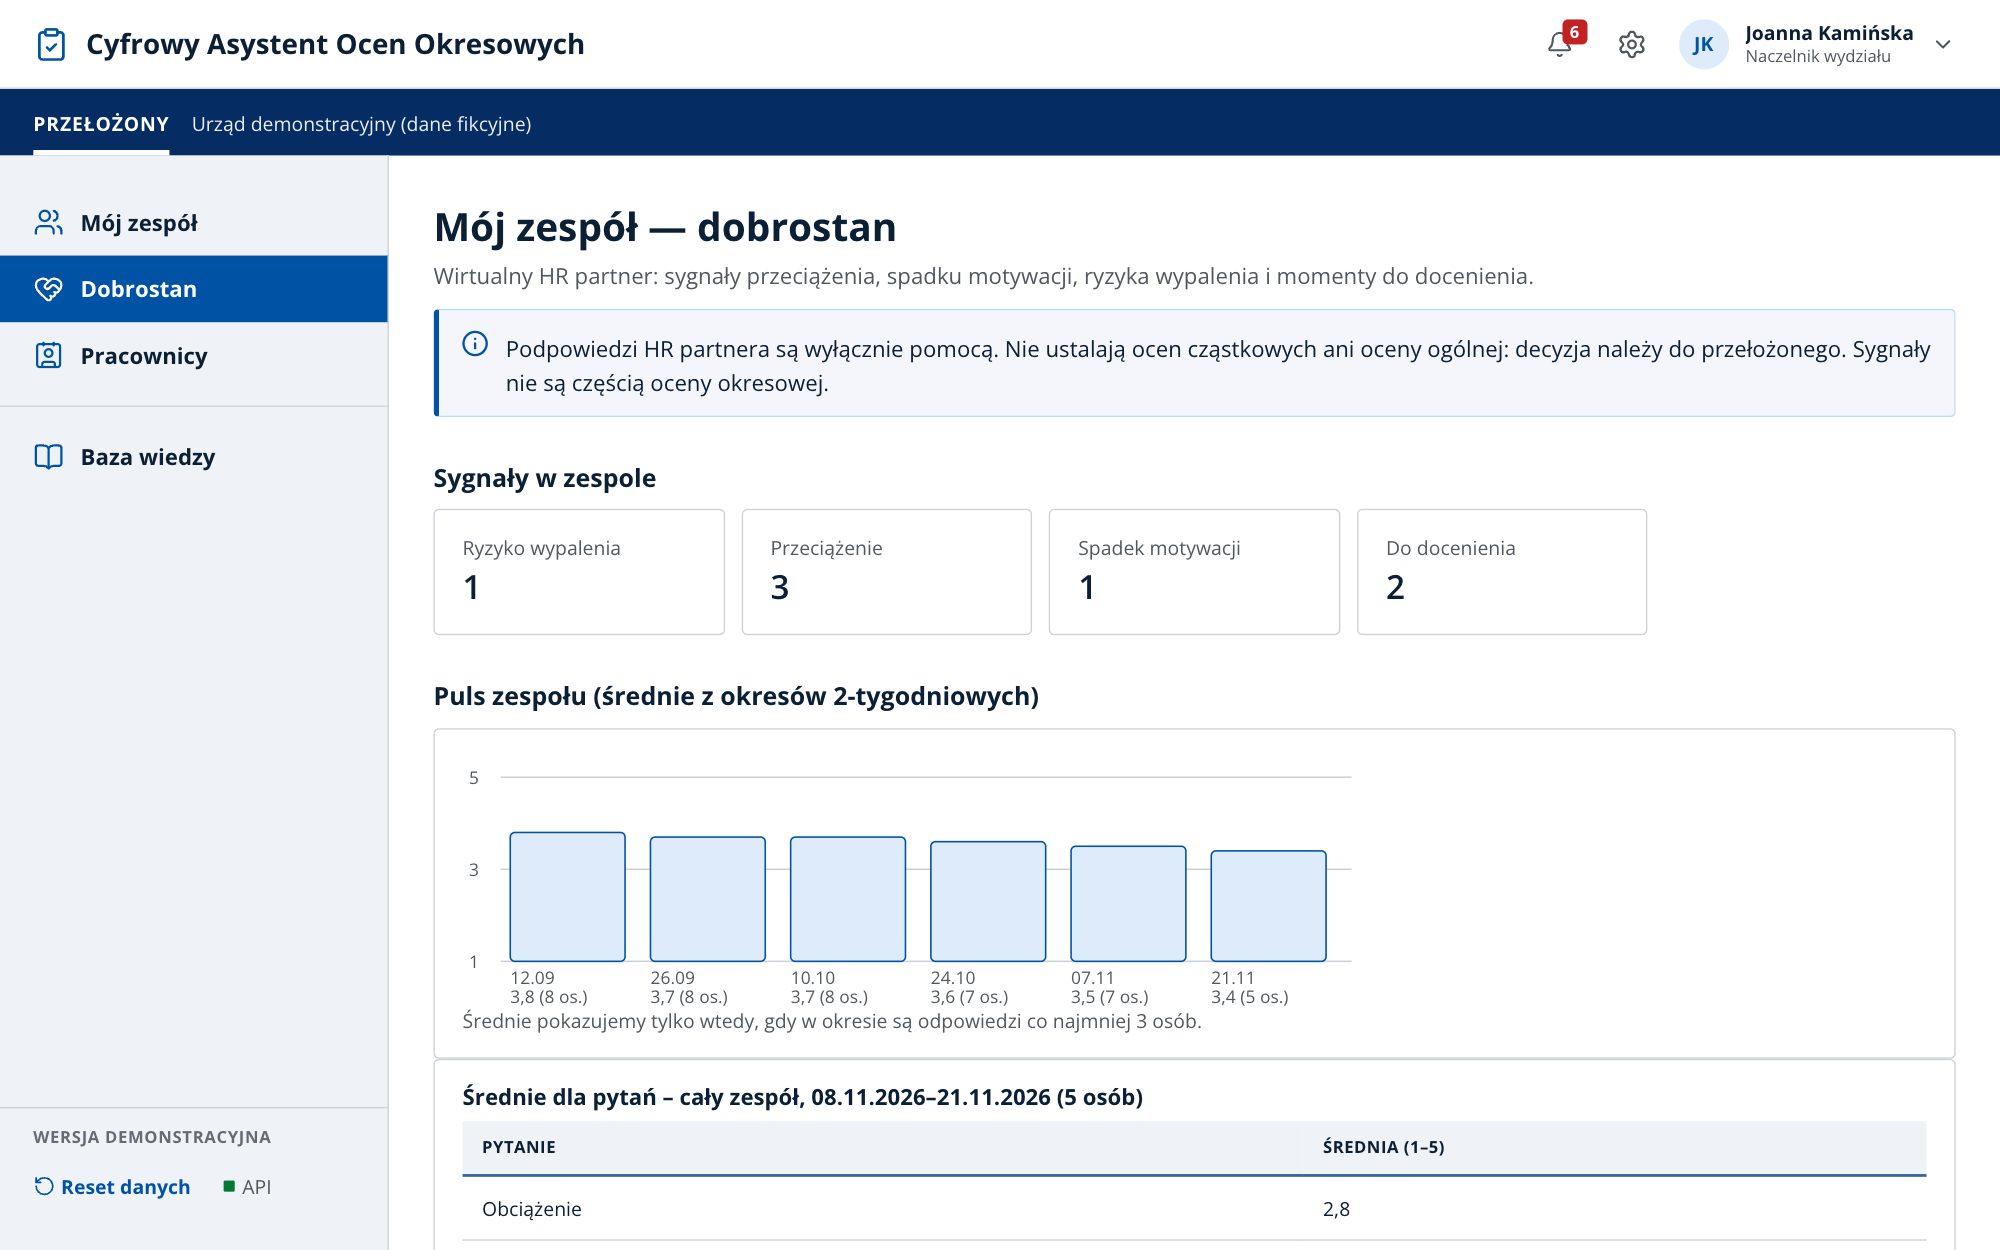 Cyfrowy Asystent Ocen Okresowych
6
JK
Joanna Kamińska
Naczelnik wydziału
PRZEŁOŻONY
Urząd demonstracyjny (dane fikcyjne)
Mój zespół
Dobrostan
Pracownicy
Baza wiedzy
WERSJA DEMONSTRACYJNA
Reset danych
API
Mój zespół — dobrostan
Wirtualny HR partner: sygnały przeciążenia, spadku motywacji, ryzyka wypalenia i momenty do docenienia.
Podpowiedzi HR partnera są wyłącznie pomocą. Nie ustalają ocen cząstkowych ani oceny ogólnej: decyzja należy do przełożonego. Sygnały
nie są częścią oceny okresowej.
Sygnały w zespole
Ryzyko wypalenia
1
Przeciążenie
3
Spadek motywacji
1
Do docenienia
2
Puls zespołu (średnie z okresów 2-tygodniowych)
5
3
1
12.09
3,8 (8 os.)
26.09
3,7 (8 os.)
10.10
3,7 (8 os.)
24.10
3,6 (7 os.)
07.11
3,5 (7 os.)
21.11
3,4 (5 os.)
Średnie pokazujemy tylko wtedy, gdy w okresie są odpowiedzi co najmniej 3 osób.
Średnie dla pytań – cały zespół, 08.11.2026–21.11.2026 (5 osób)
PYTANIE
ŚREDNIA (1–5)
Obciążenie
2,8